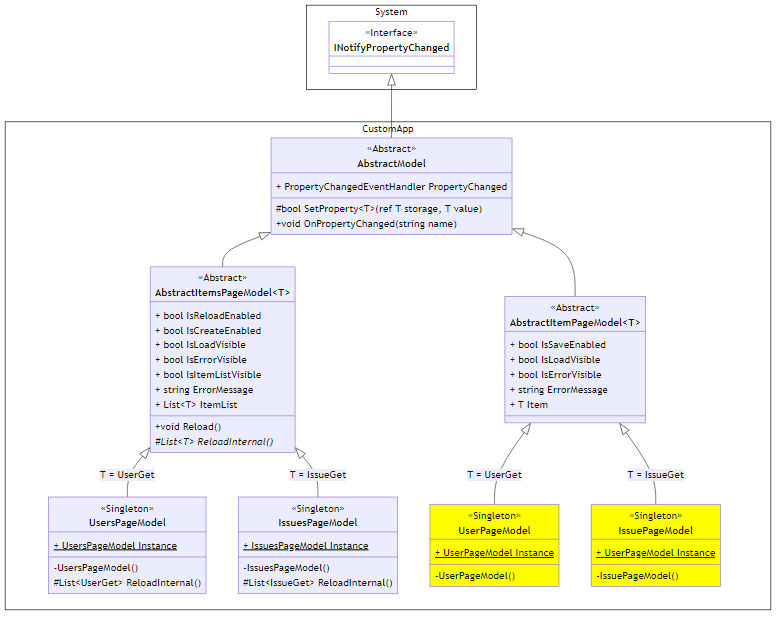 System
«Interface»
INotifyPropertyChanged
CustomApp
«Abstract»
AbstractModel
+ PropertyChangedEventHandler PropertyChanged
#bool SetProperty<T>(ref T storage, T value)
+void OnPropertyChanged(string name)
«Abstract»
AbstractItemsPageModel<T>
+ bool IsReloadEnabled
+ bool IsCreateEnabled
+ bool IsLoadVisible
+ bool IsErrorVisible
+ bool IsItemListVisible
+ string ErrorMessage
+ List<T> ItemList
+void Reload()
#List<T> ReloadInternal()
«Abstract»
AbstractItemPageModel<T>
+ bool IsSaveEnabled
+ bool IsLoadVisible
+ bool IsErrorVisible
+ string ErrorMessage
+ T Item
T = UserGet
T = IssueGet
T = UserGet
T = IssueGet
«Singleton»
UsersPageModel
+ UsersPageModel Instance
-UsersPageModel()
#List<UserGet> ReloadInternal()
«Singleton»
IssuesPageModel
+ IssuesPageModel Instance
-IssuesPageModel()
#List<IssueGet> ReloadInternal()
«Singleton»
UserPageModel
+ UserPageModel Instance
-UserPageModel()
«Singleton»
IssuePageModel
+ UserPageModel Instance
-IssuePageModel()